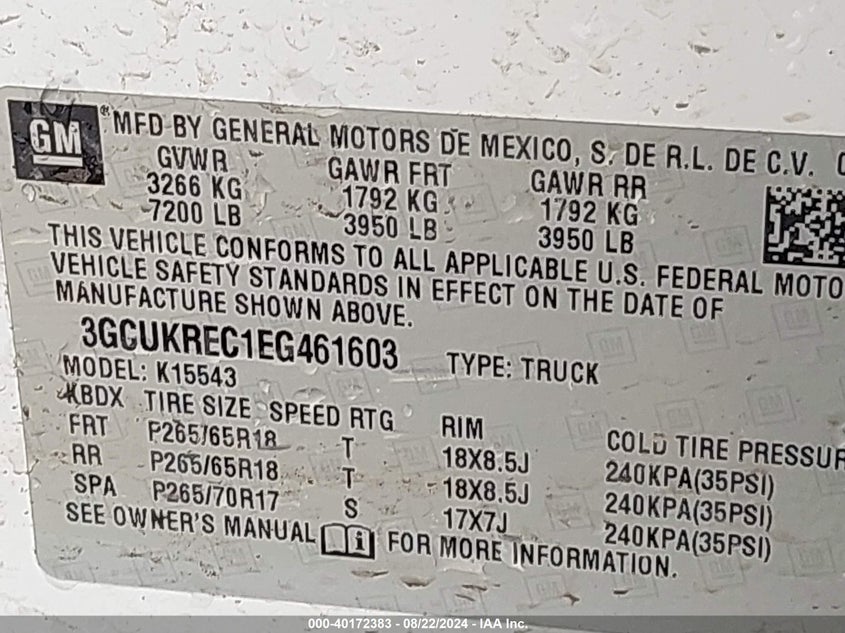 GM ® MFD BY GENERAL MOTORS DE MEXICO, S. DE R.L. DE C.V.
GVWR GAWR FRT GAWR RR
3266 KG 1792 KG 1792 KG
7200 LB 3950 LB 3950 LB
THIS VEHICLE CONFORMS TO ALL APPLICABLE U.S. FEDERAL MOTO
VEHICLE SAFETY STANDARDS IN EFFECT ON THE DATE OF
MANUFACTURE SHOWN ABOVE.
3GCUKREC1EG461603 TYPE: TRUCK
MODEL: K15543
KBDX TIRE SIZE SPEED RTG RIM COLD TIRE PRESSUR
FRT P265/65R18 T 18X8.5J 240KPA(35PSI)
RR P265/65R18 T 18X8.5J 240KPA(35PSI)
SPA P265/70R17 S 17X7J 240KPA(35PSI)
SEE OWNER'S MANUAL i FOR MORE INFORMATION.
000-40172383 - 08/22/2024 - IAA Inc.